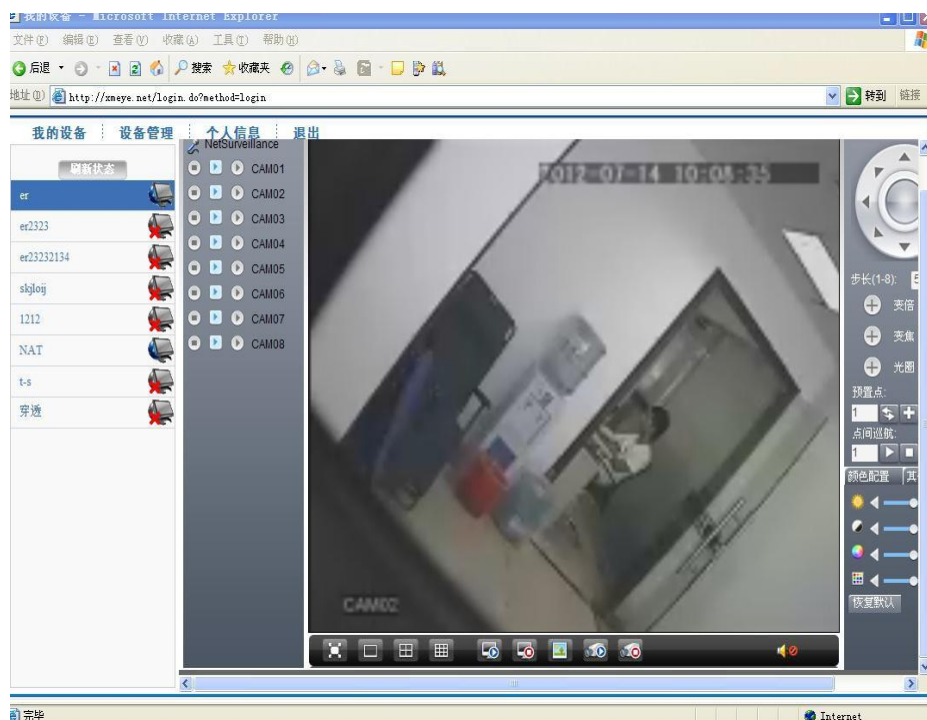 我的设备 - Microsoft Internet Explorer
文件(F) 编辑(E) 查看(V) 收藏(A) 工具(T) 帮助(H)
后退 搜索 收藏夹
地址(D) http://xmeye.net/login.do?method=login 转到 链接
我的设备 设备管理 个人信息 退出
刷新状态
er
er2323
er23232134
skjloij
1212
NAT
t-s
穿透
NetSurveillance
CAM01
CAM02
CAM03
CAM04
CAM05
CAM06
CAM07
CAM08
2012-07-14 10:08:35
CAM02
步长(1-8): 5
变倍
变焦
光圈
预置点:
1
点间巡航:
1
颜色配置 其
恢复默认
完毕 Internet